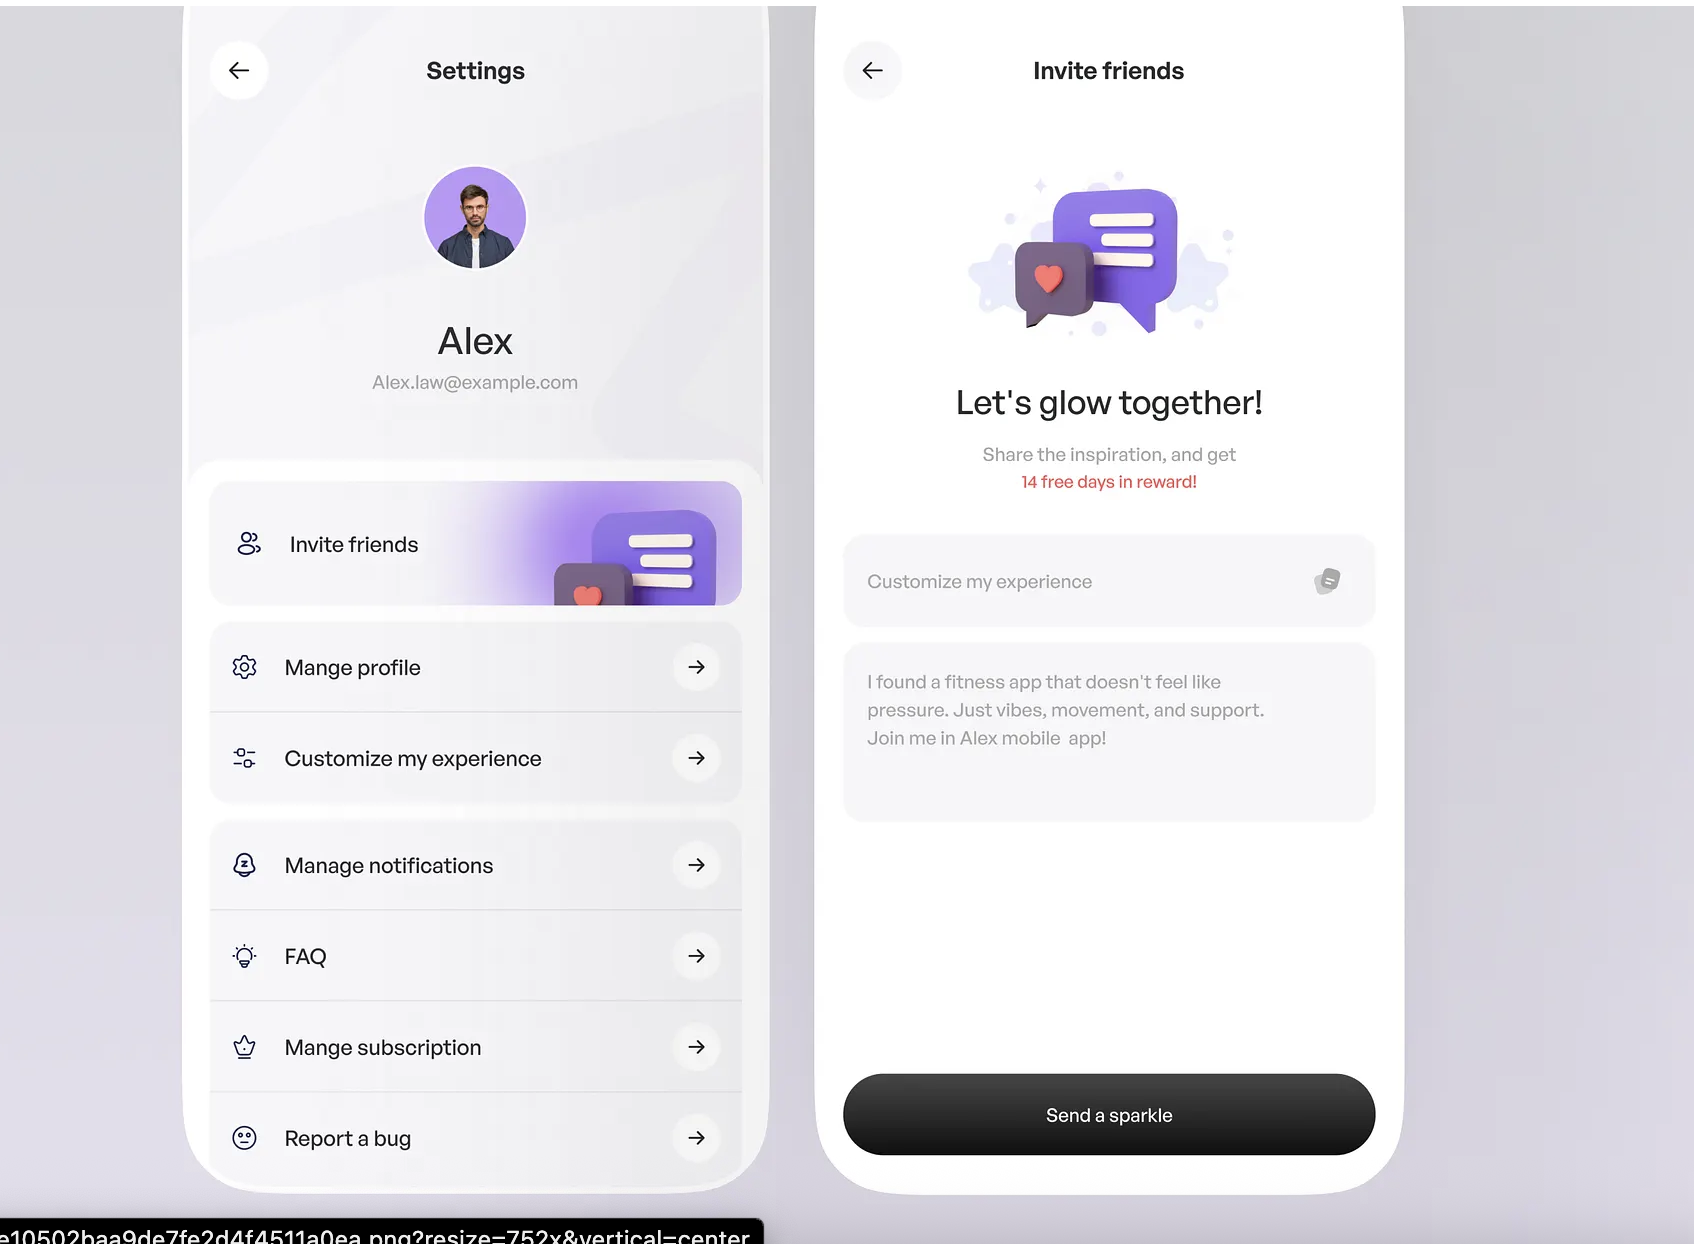 Settings
Alex
Alex.law@example.com
Invite friends
Mange profile
Customize my experience
Manage notifications
FAQ
Mange subscription
Report a bug
Invite friends
Let's glow together!
Share the inspiration, and get
14 free days in reward!
Customize my experience
I found a fitness app that doesn't feel like
pressure. Just vibes, movement, and support.
Join me in Alex mobile app!
Send a sparkle
e10502baa9de7fe2d4f4511a0ea.png?resize=752x&vertical=center